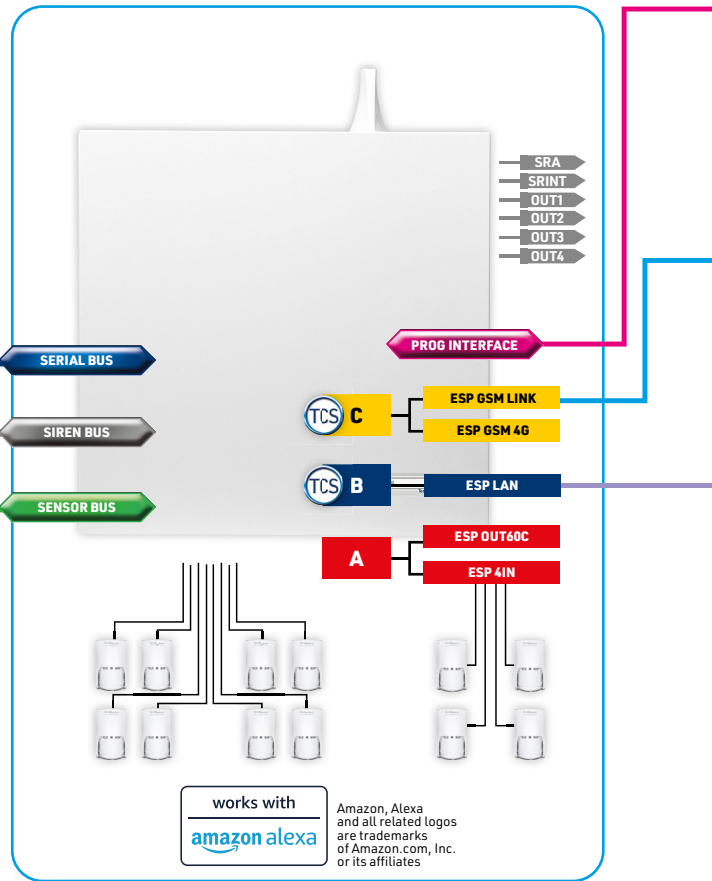 SRA
SRINT
OUT1
OUT2
OUT3
OUT4
PROG INTERFACE
SERIAL BUS
SIREN BUS
SENSOR BUS
TCS C
ESP GSM LINK
ESP GSM 4G
TCS B
ESP LAN
A
ESP OUT60C
ESP 4IN
works with
amazon alexa
Amazon, Alexa
and all related logos
are trademarks
of Amazon.com, Inc.
or its affiliates